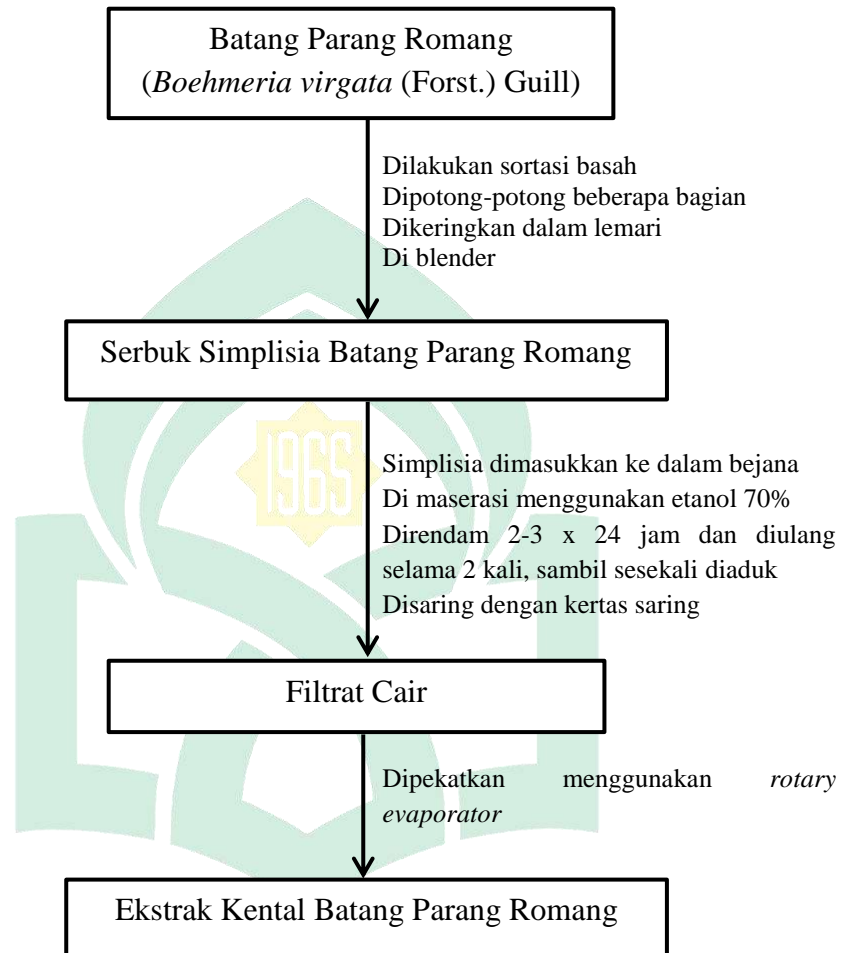 Batang Parang Romang
(Boehmeria virgata (Forst.) Guill)
Dilakukan sortasi basah
Dipotong-potong beberapa bagian
Dikeringkan dalam lemari
Di blender
Serbuk Simplisia Batang Parang Romang
1965
Simplisia dimasukkan ke dalam bejana
Di maserasi menggunakan etanol 70%
Direndam 2-3 x 24 jam dan diulang
selama 2 kali, sambil sesekali diaduk
Disaring dengan kertas saring
Filtrat Cair
Dipekatkan menggunakan rotary
evaporator
Ekstrak Kental Batang Parang Romang